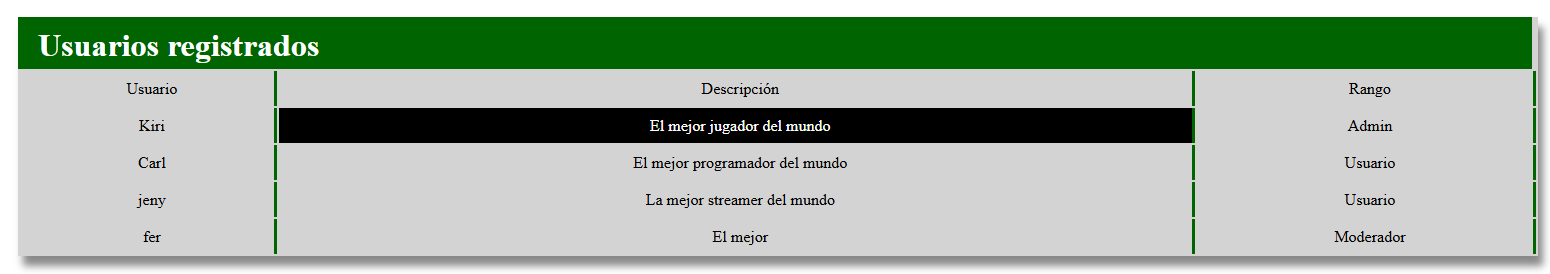 Usuarios registrados
Usuario Descripción Rango
Kiri El mejor jugador del mundo Admin
Carl El mejor programador del mundo Usuario
jeny La mejor streamer del mundo Usuario
fer El mejor Moderador